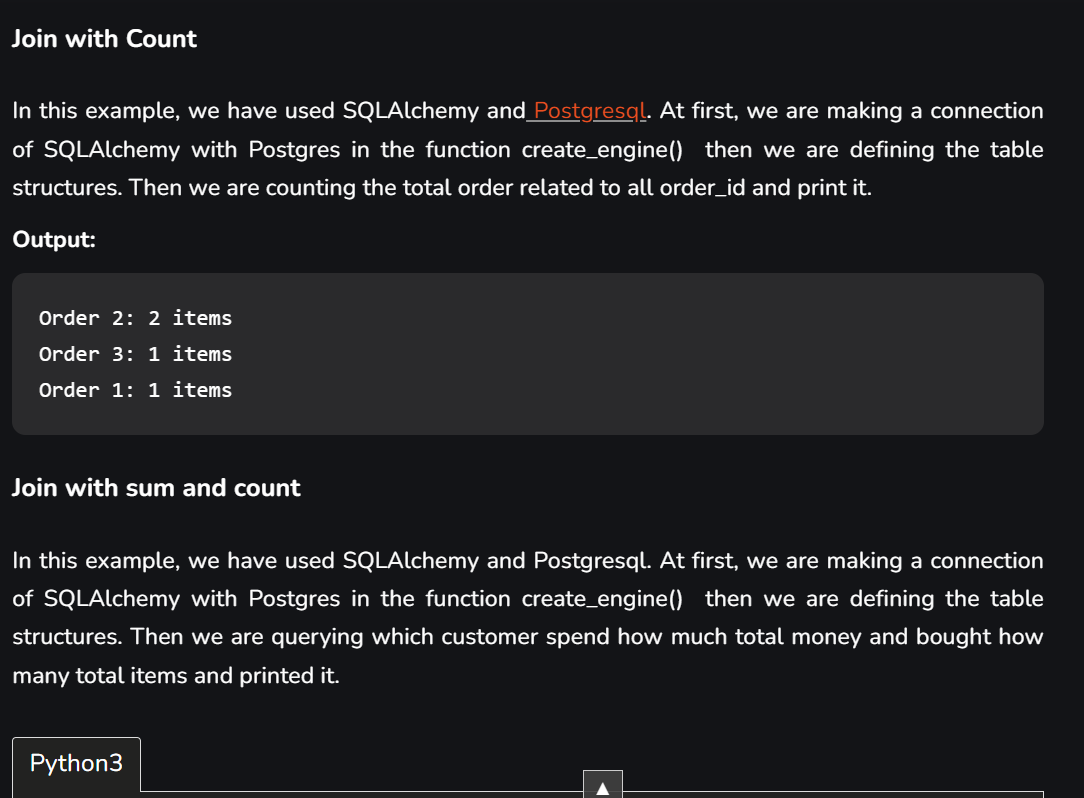 Join with Count
In this example, we have used SQLAlchemy and Postgresql. At first, we are making a connection
of SQLAlchemy with Postgres in the function create_engine()  then we are defining the table
structures. Then we are counting the total order related to all order_id and print it.
Output:
Order 2: 2 items
Order 3: 1 items
Order 1: 1 items
Join with sum and count
In this example, we have used SQLAlchemy and Postgresql. At first, we are making a connection
of SQLAlchemy with Postgres in the function create_engine()  then we are defining the table
structures. Then we are querying which customer spend how much total money and bought how
many total items and printed it.
Python3